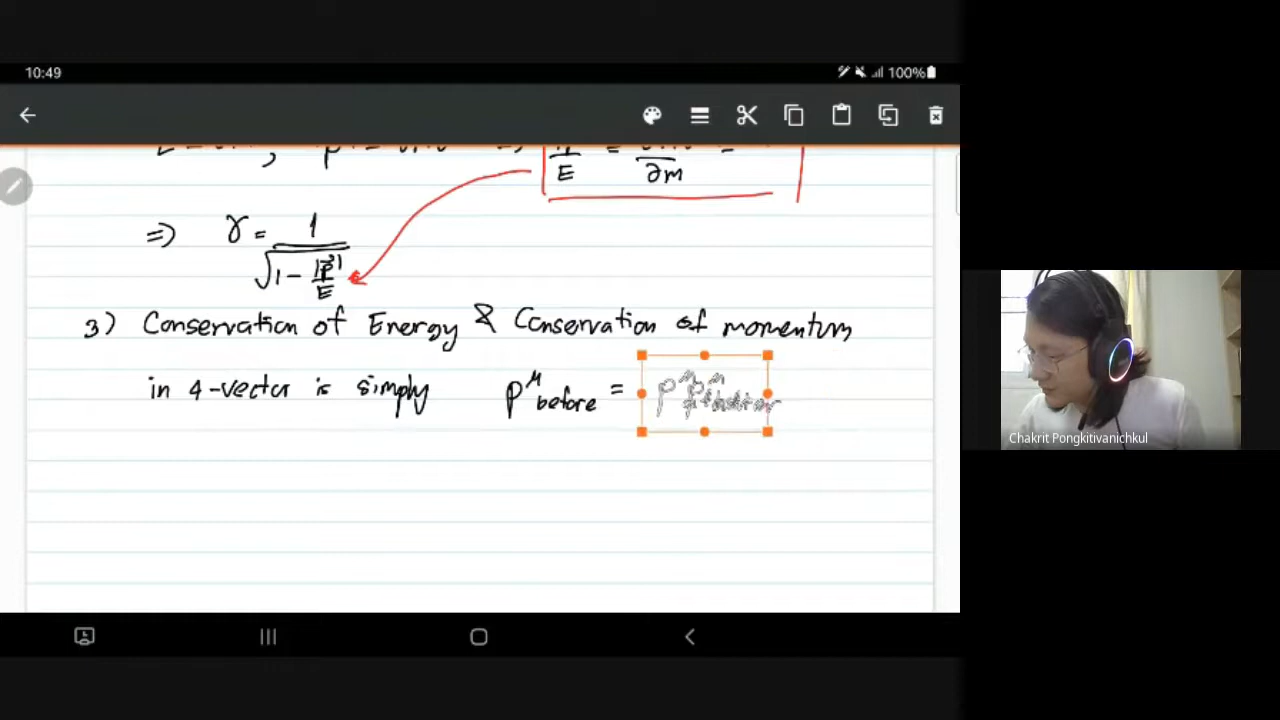 10:49 100%
E ∂m
⇒ γ = 1 / √1 − |p⃗| / E
3) Conservation of Energy & Conservation of momentum
in 4-vector is simply pᵘbefore =
Chakrit Pongkitivanichkul